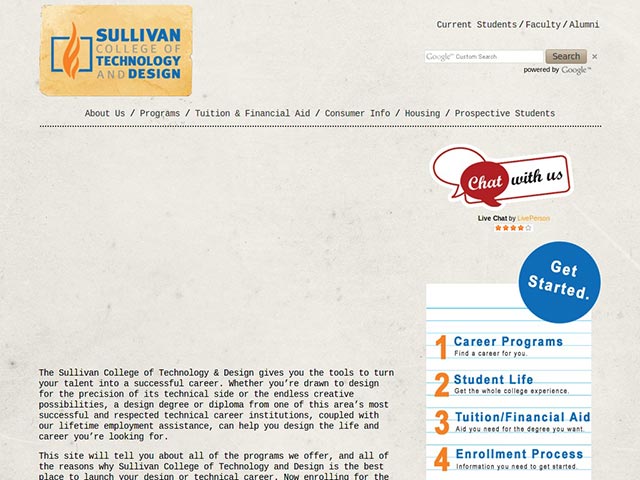 SULLIVAN
COLLEGE OF
TECHNOLOGY
AND DESIGN
Current Students / Faculty / Alumni
Google™ Custom Search
Search
×
powered by Google™
About Us / Programs / Tuition & Financial Aid / Consumer Info / Housing / Prospective Students
Chat with us
Live Chat by LivePerson
Get
Started.
1 Career Programs
Find a career for you.
2 Student Life
Get the whole college experience.
3 Tuition/Financial Aid
Aid you need for the degree you want.
4 Enrollment Process
Information you need to get started.
The Sullivan College of Technology & Design gives you the tools to turn
your talent into a successful career. Whether you’re drawn to design
for the precision of its technical side or the endless creative
possibilities, a design degree or diploma from one of this area’s most
successful and respected technical career institutions, coupled with
our lifetime employment assistance, can help you design the life and
career you’re looking for.
This site will tell you about all of the programs we offer, and all of
the reasons why Sullivan College of Technology and Design is the best
place to launch your design or technical career. Now enrolling for the